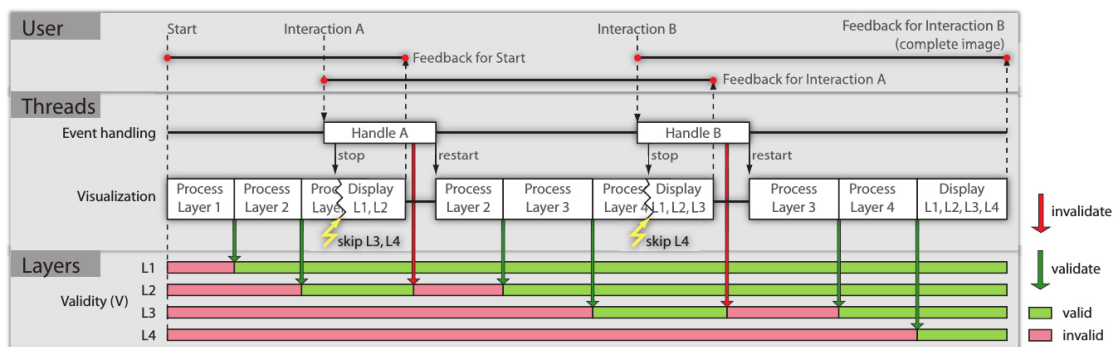 User
Start
Interaction A
Interaction B
Feedback for Interaction B
(complete image)
Feedback for Start
Feedback for Interaction A
Threads
Event handling
Handle A
Handle B
stop
restart
stop
restart
Visualization
Process
Layer 1
Process
Layer 2
Display
L1, L2
Process
Layer 2
Process
Layer 3
Process
Layer 4
Display
L1, L2, L3
Process
Layer 3
Process
Layer 4
Display
L1, L2, L3, L4
skip L3, L4
skip L4
invalidate
validate
valid
invalid
Layers
Validity (V)
L1
L2
L3
L4